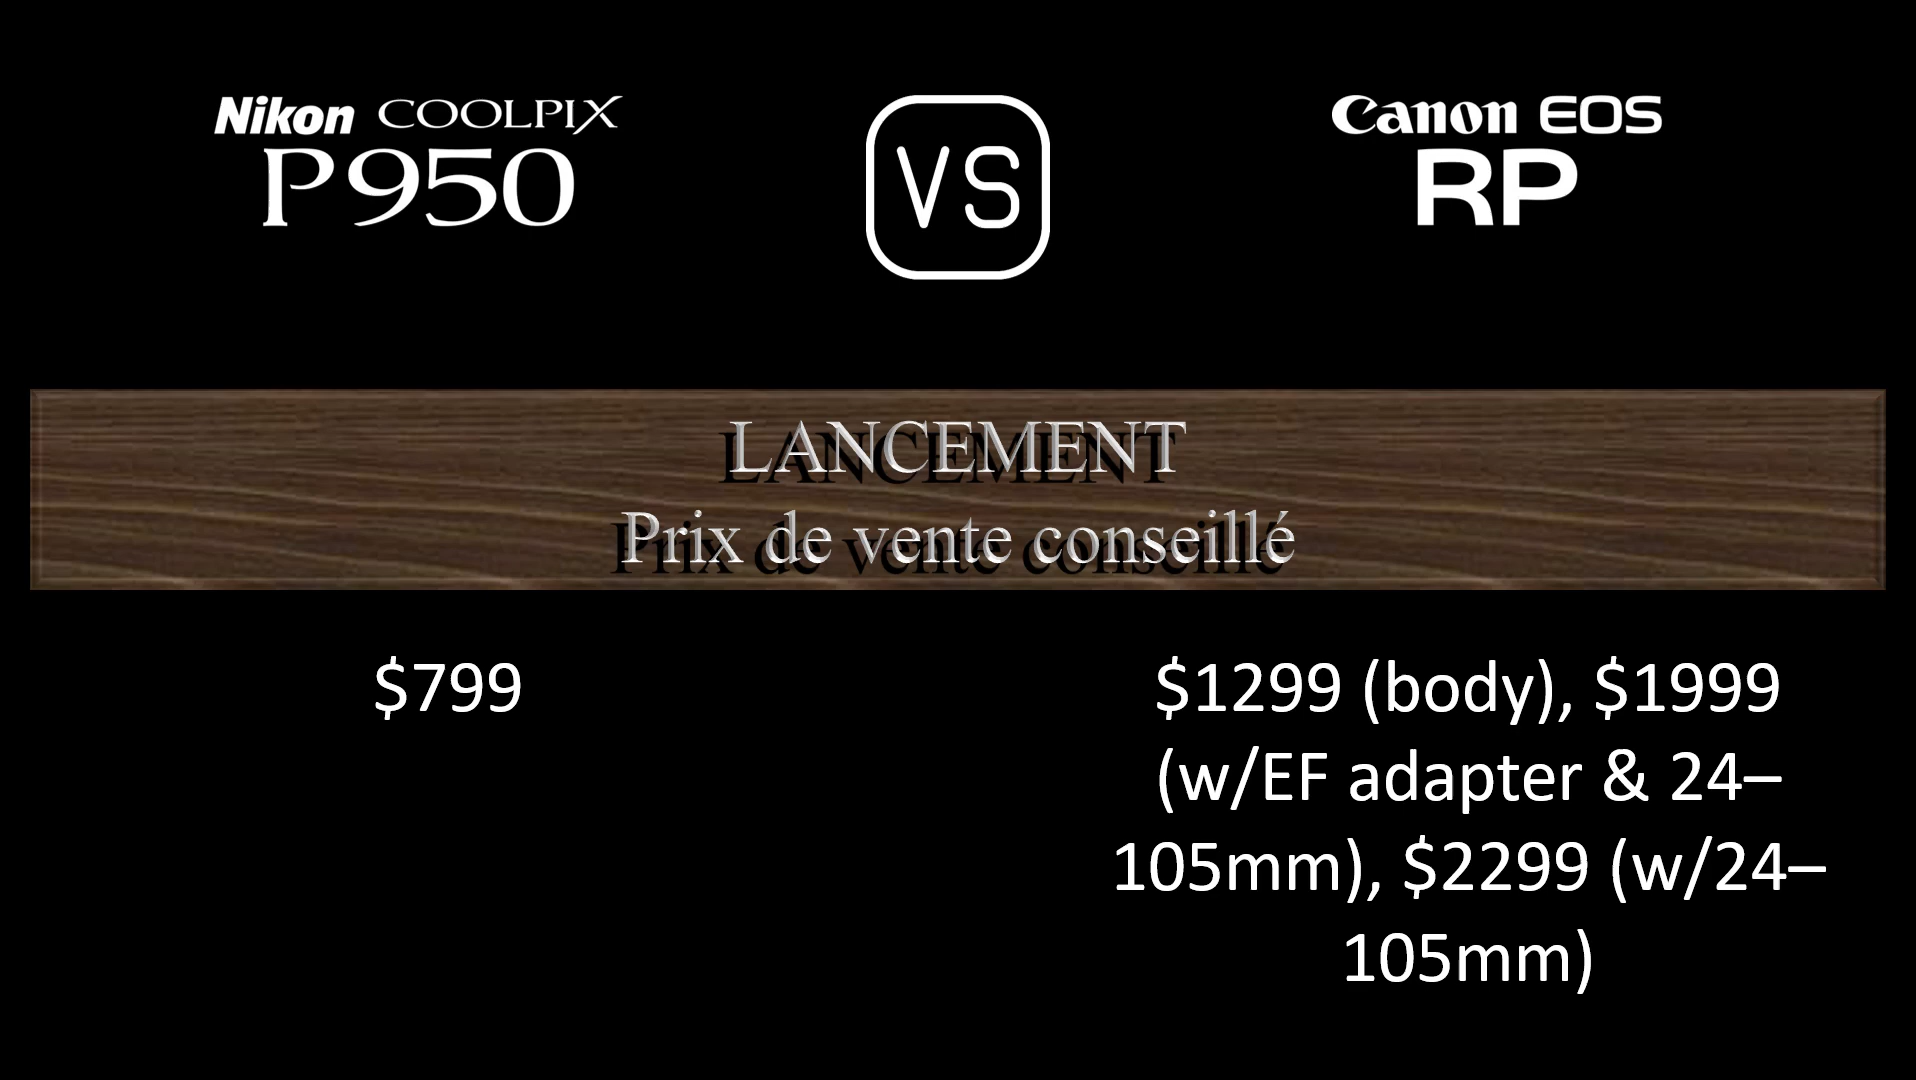 Nikon COOLPIX
P950
VS
Canon EOS
RP
LANCEMENT
Prix de vente conseillé
$799
$1299 (body), $1999
(w/EF adapter & 24–
105mm), $2299 (w/24–
105mm)